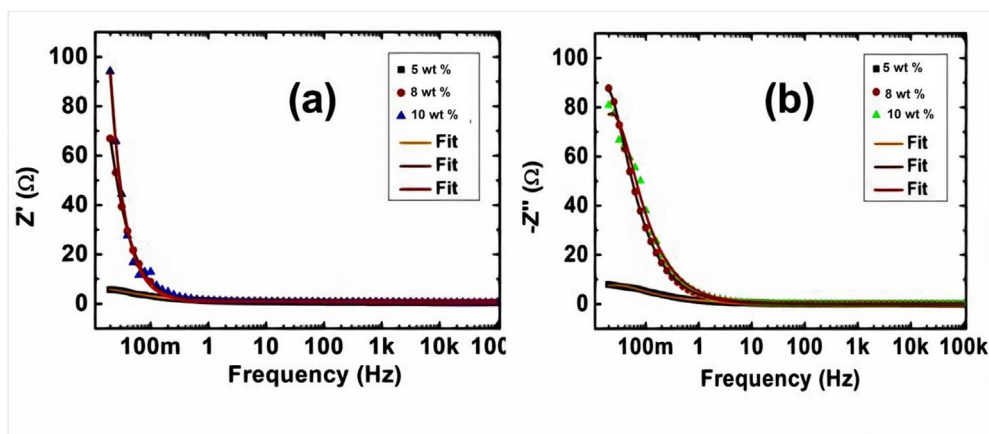 100
80
60
40
20
0
Z' (Ω)
(a)
5 wt %
8 wt %
10 wt %
Fit
Fit
Fit
100m 1 10 100 1k 10k 100
Frequency (Hz)
100
80
60
40
20
0
-Z'' (Ω)
(b)
5 wt %
8 wt %
10 wt %
Fit
Fit
Fit
100m 1 10 100 1k 10k 100k
Frequency (Hz)